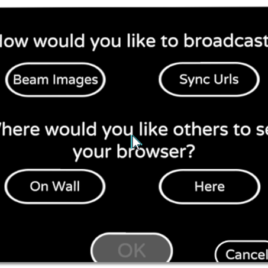 How would you like to broadcast
Beam Images Sync Urls
Where would you like others to se
your browser?
On Wall Here
OK Cancel